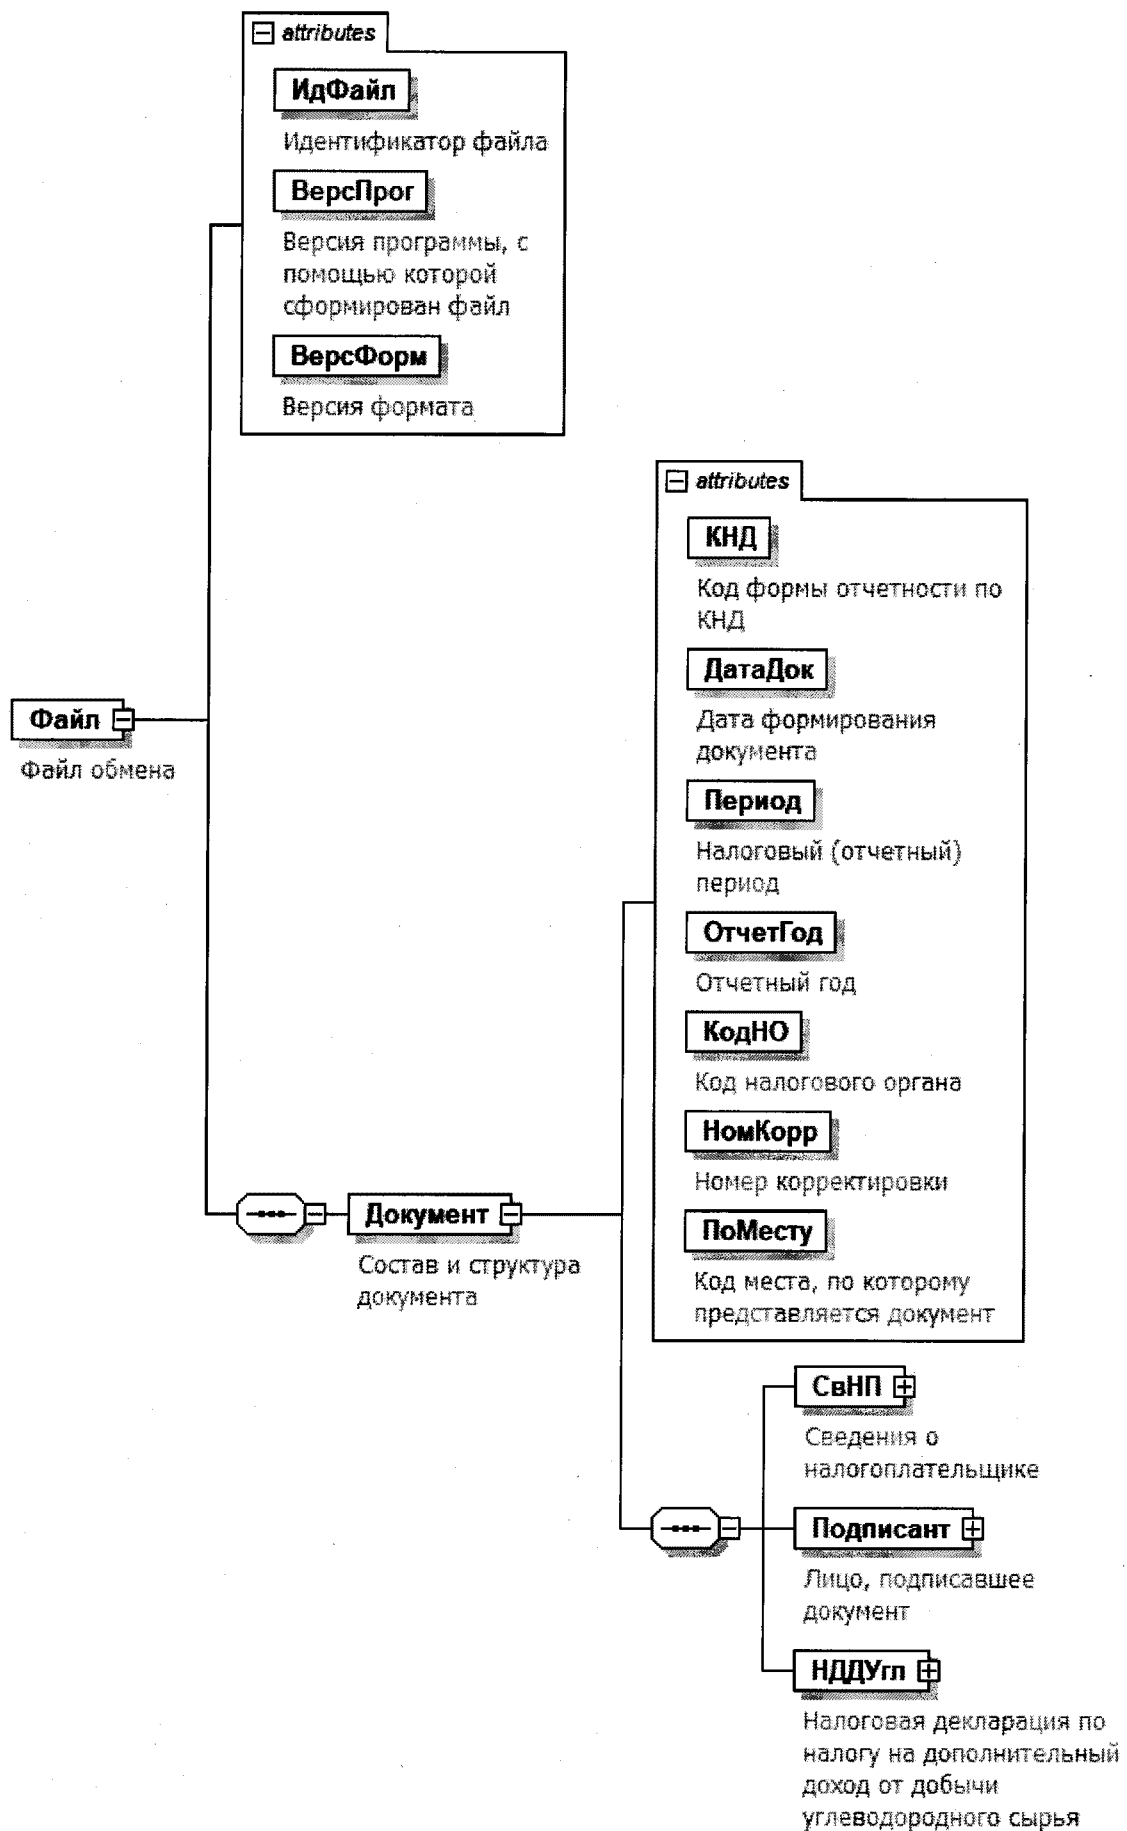 attributes
ИдФайл
Идентификатор файла
ВерсПрог
Версия программы, с
помощью которой
сформирован файл
ВерсФорм
Версия формата
attributes
КНД
Код формы отчетности по
КНД
ДатаДок
Дата формирования
документа
Период
Налоговый (отчетный)
период
ОтчетГод
Отчетный год
КодНО
Код налогового органа
НомКорр
Номер корректировки
ПоМесту
Код места, по которому
представляется документ
Файл
Файл обмена
Документ
Состав и структура
документа
СвНП
Сведения о
налогоплательщике
Подписант
Лицо, подписавшее
документ
НДДУгл
Налоговая декларация по
налогу на дополнительный
доход от добычи
углеводородного сырья